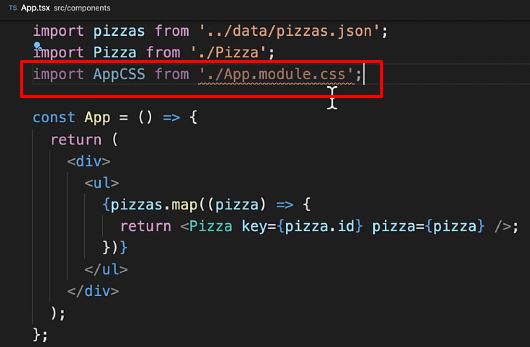 TS App.tsx src/components
import pizzas from '../data/pizzas.json';
import Pizza from './Pizza';
import AppCSS from './App.module.css';
const App = () => {
return (
<div>
<ul>
{pizzas.map((pizza) => {
return <Pizza key={pizza.id} pizza={pizza} />;
})}
</ul>
</div>
);
};